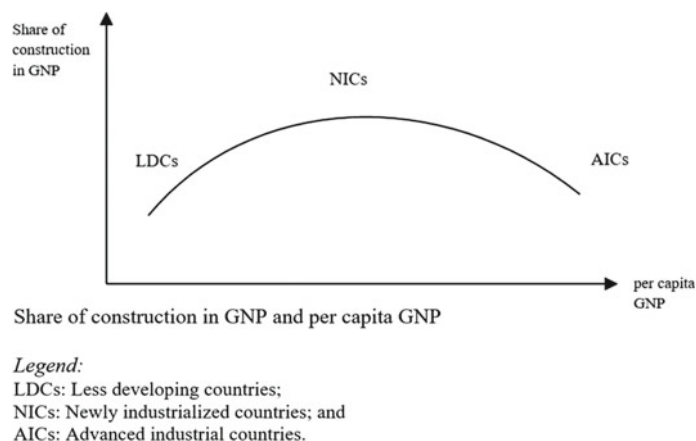 Share of
construction
in GNP
NICs
LDCs
AICs
per capita
GNP
Share of construction in GNP and per capita GNP
Legend:
LDCs: Less developing countries;
NICs: Newly industrialized countries; and
AICs: Advanced industrial countries.